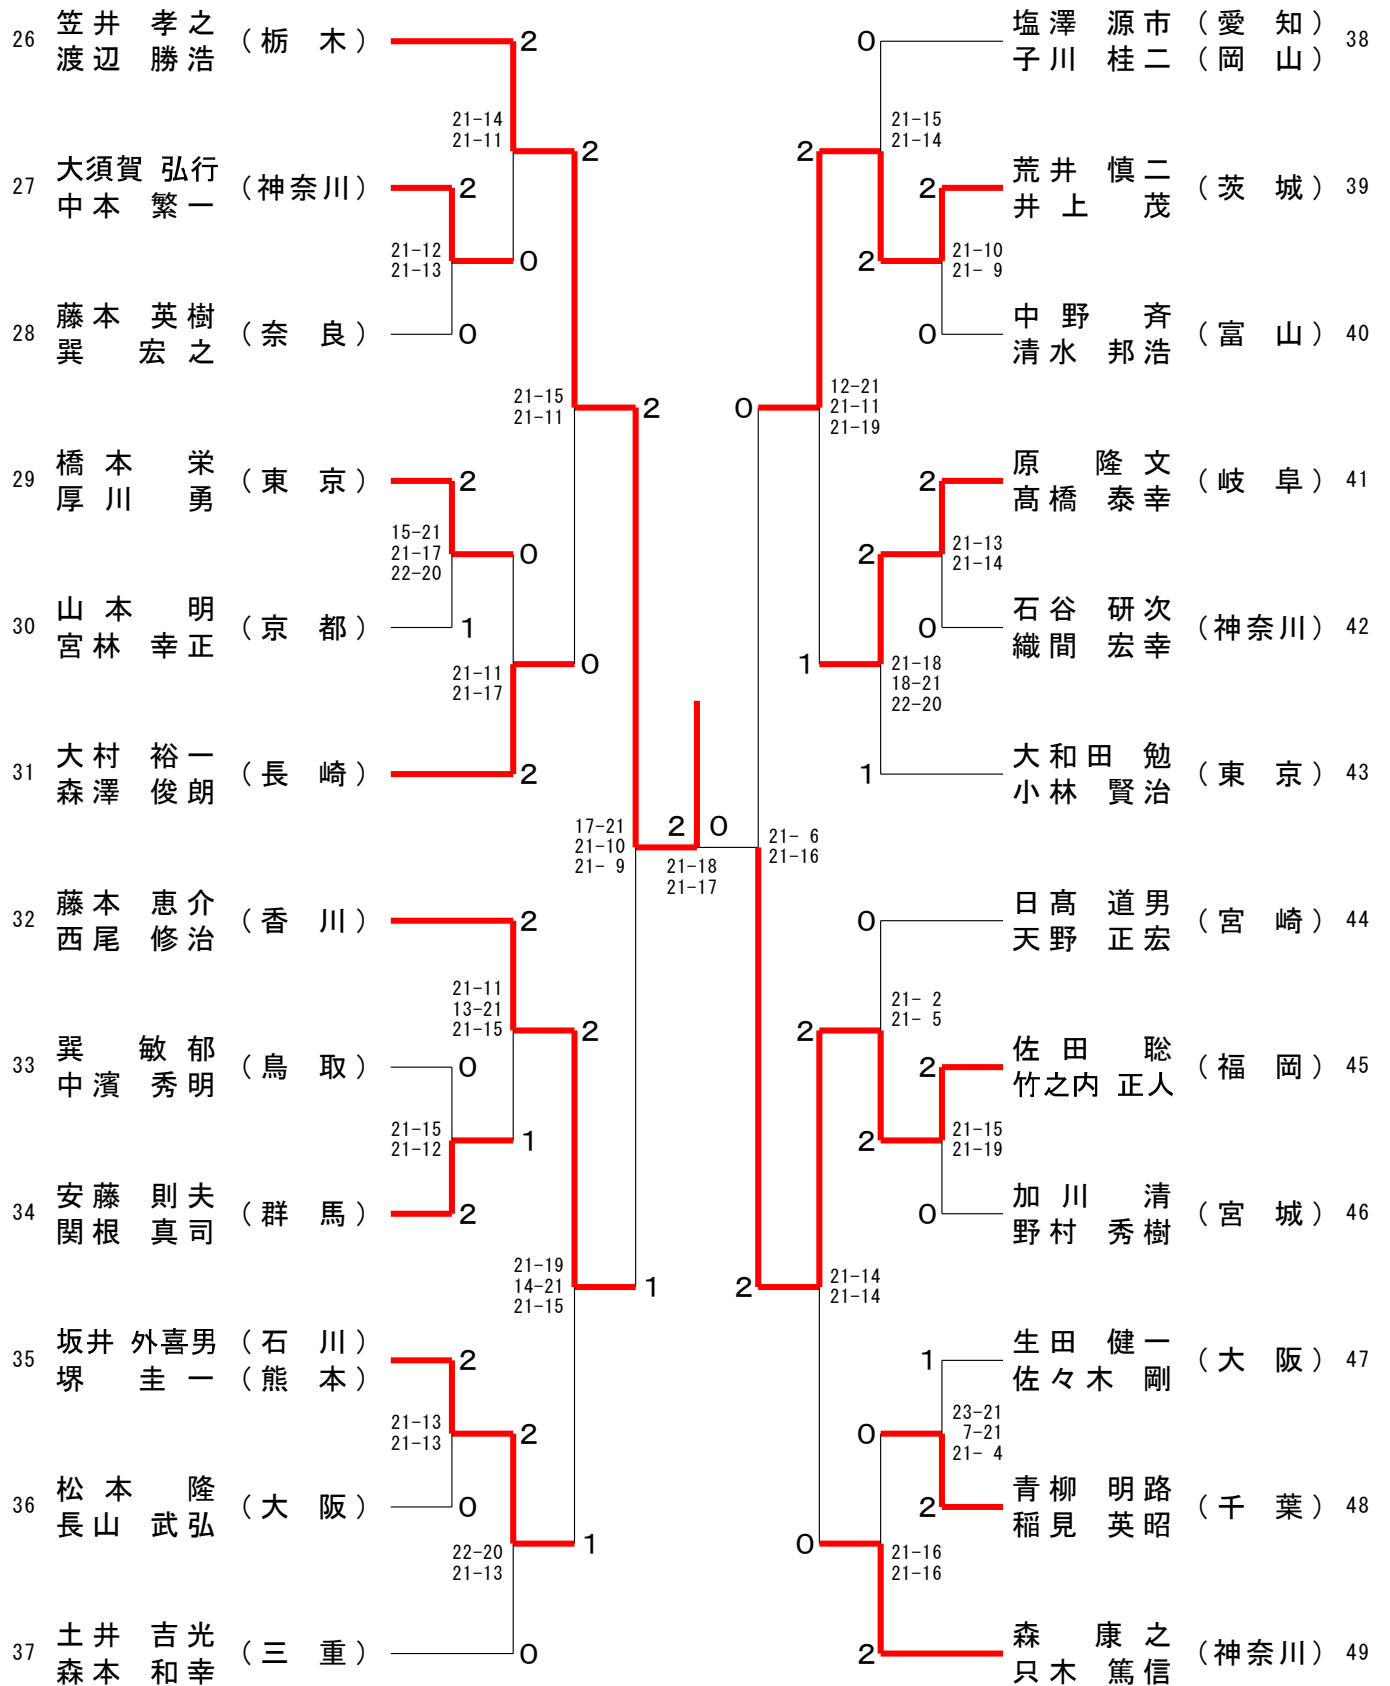 26 笠井 孝之 (栃 木) 2
渡辺 勝浩
21-14
21-11
2
27 大須賀 弘行 (神奈川) 2
中本 繁一
21-12
21-13
0
28 藤本 英樹 (奈 良) 0
巽 宏之
21-15
21-11
2
29 橋本 栄 (東 京) 2
厚川 勇
15-21
21-17
22-20
0
30 山本 明 (京 都) 1
宮林 幸正
21-11
21-17
0
31 大村 裕一 (長 崎) 2
森澤 俊朗
17-21
21-10
21- 9
2 0
21-18
21-17
32 藤本 恵介 (香 川) 2
西尾 修治
21-11
13-21
21-15
2
33 巽 敏郁 (鳥 取) 0
中濱 秀明
21-15
21-12
1
34 安藤 則夫 (群 馬) 2
関根 真司
21-19
14-21
21-15
1
35 坂井 外喜男 (石 川) 2
堺 圭一 (熊 本)
21-13
21-13
2
36 松本 隆 (大 阪) 0
長山 武弘
22-20
21-13
1
37 土井 吉光 (三 重) 0
森本 和幸
0 塩澤 源市 (愛 知) 38
子川 桂二 (岡 山)
21-15
21-14
2
2 荒井 慎二 (茨 城) 39
井上 茂
21-10
21- 9
2
0 中野 斉 (富 山) 40
清水 邦浩
12-21
21-11
21-19
0
2 原 隆文 (岐 阜) 41
髙橋 泰幸
21-13
21-14
2
0 石谷 研次 (神奈川) 42
織間 宏幸
21-18
18-21
22-20
1
1 大和田 勉 (東 京) 43
小林 賢治
21- 6
21-16
0 日髙 道男 (宮 崎) 44
天野 正宏
21- 2
21- 5
2
2 佐田 聡 (福 岡) 45
竹之内 正人
21-15
21-19
2
0 加川 清 (宮 城) 46
野村 秀樹
21-14
21-14
2
1 生田 健一 (大 阪) 47
佐々木 剛
23-21
7-21
21- 4
0
2 青柳 明路 (千 葉) 48
稲見 英昭
21-16
21-16
0
2 森 康之 (神奈川) 49
只木 篤信